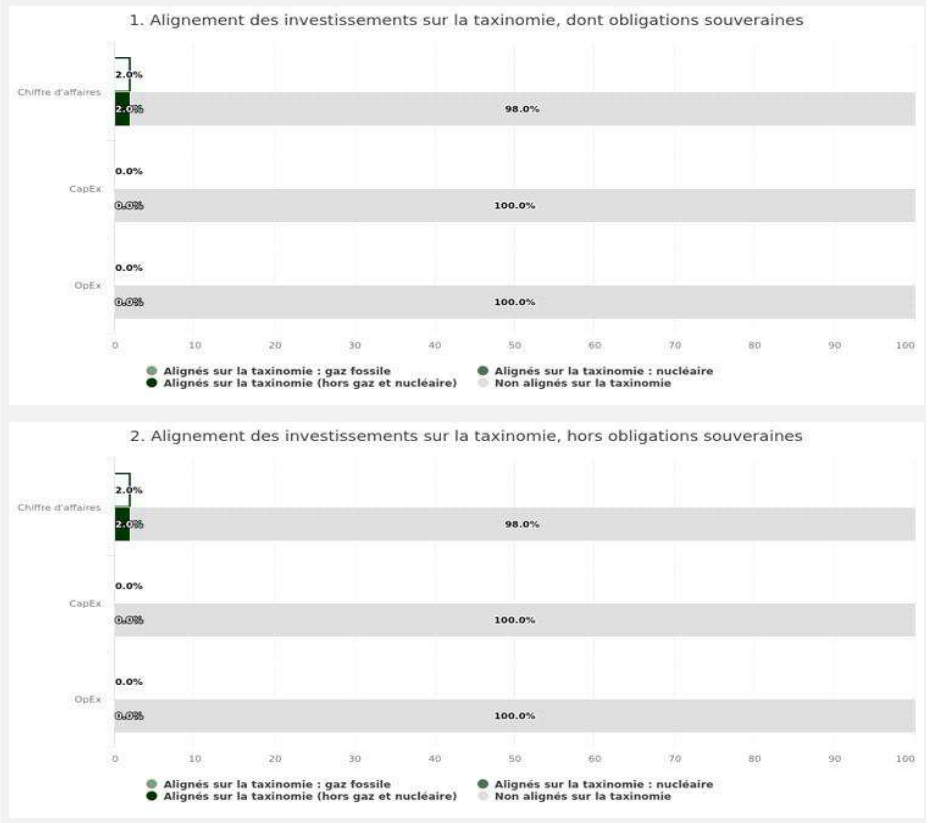 1. Alignement des investissements sur la taxinomie, dont obligations souveraines
2.0%
Chiffre d'affaires
2.0% 98.0%
0.0%
CapEx
0.0% 100.0%
0.0%
OpEx
0.0% 100.0%
0 10 20 30 40 50 60 70 80 90 100
Alignés sur la taxinomie : gaz fossile Alignés sur la taxinomie : nucléaire
Alignés sur la taxinomie (hors gaz et nucléaire) Non alignés sur la taxinomie
2. Alignement des investissements sur la taxinomie, hors obligations souveraines
2.0%
Chiffre d'affaires
2.0% 98.0%
0.0%
CapEx
0.0% 100.0%
0.0%
OpEx
0.0% 100.0%
0 10 20 30 40 50 60 70 80 90 100
Alignés sur la taxinomie : gaz fossile Alignés sur la taxinomie : nucléaire
Alignés sur la taxinomie (hors gaz et nucléaire) Non alignés sur la taxinomie